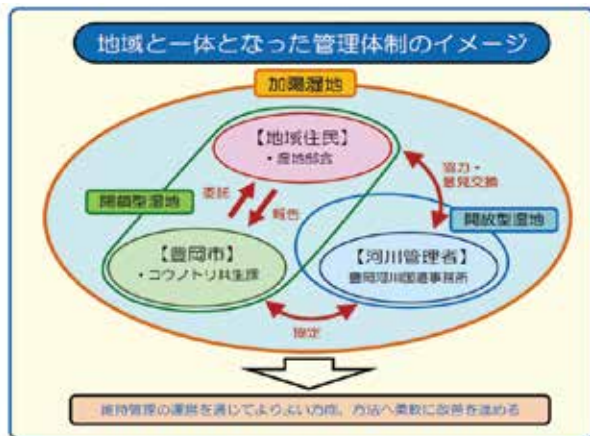 地域と一体となった管理体制のイメージ
加陽湿地
【地域住民】
・湿地部会
協力・
意見交換
閉鎖型湿地
委託
報告
開放型湿地
【豊岡市】
・コウノトリ共生課
【河川管理者】
豊岡河川国道事務所
協定
維持管理の運営を通じてよりよい方向、方法へ柔軟に改善を進める